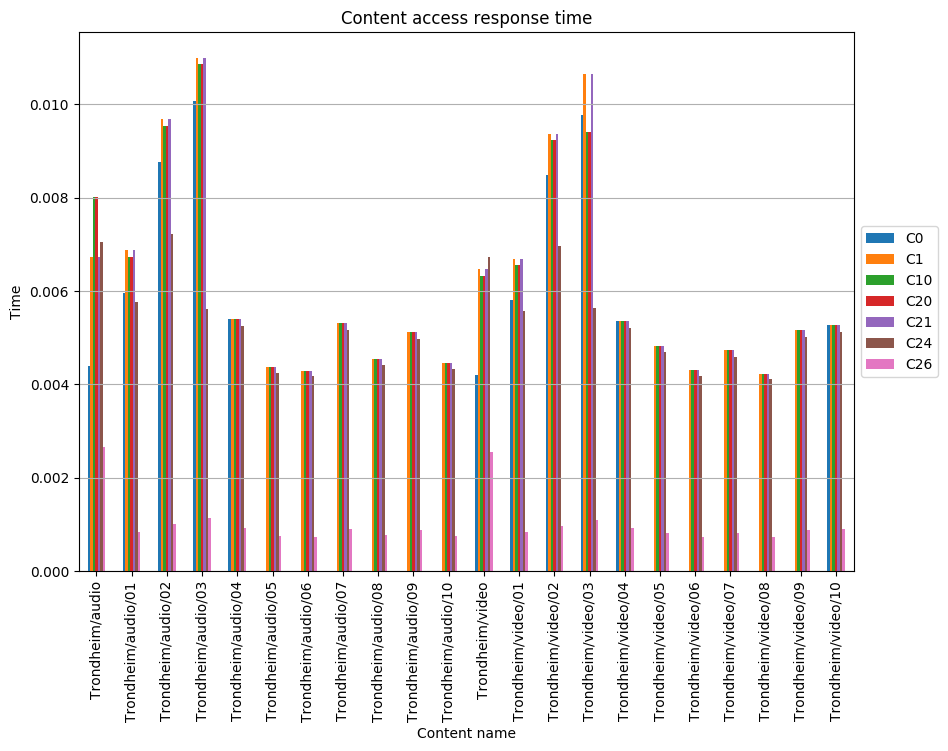 Content access response time
Time
0.010
0.008
0.006
0.004
0.002
0.000
C0
C1
C10
C20
C21
C24
C26
Trondheim/audio
Trondheim/audio/01
Trondheim/audio/02
Trondheim/audio/03
Trondheim/audio/04
Trondheim/audio/05
Trondheim/audio/06
Trondheim/audio/07
Trondheim/audio/08
Trondheim/audio/09
Trondheim/audio/10
Trondheim/video
Trondheim/video/01
Trondheim/video/02
Trondheim/video/03
Trondheim/video/04
Trondheim/video/05
Trondheim/video/06
Trondheim/video/07
Trondheim/video/08
Trondheim/video/09
Trondheim/video/10
Content name